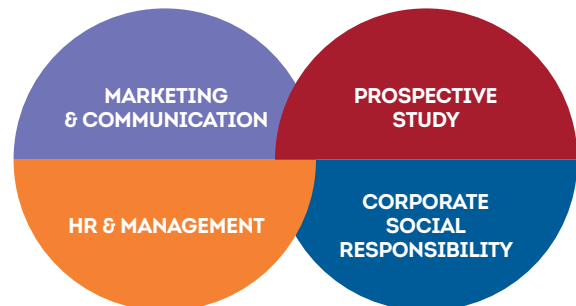 MARKETING
& COMMUNICATION
PROSPECTIVE
STUDY
HR & MANAGEMENT
CORPORATE
SOCIAL
RESPONSIBILITY